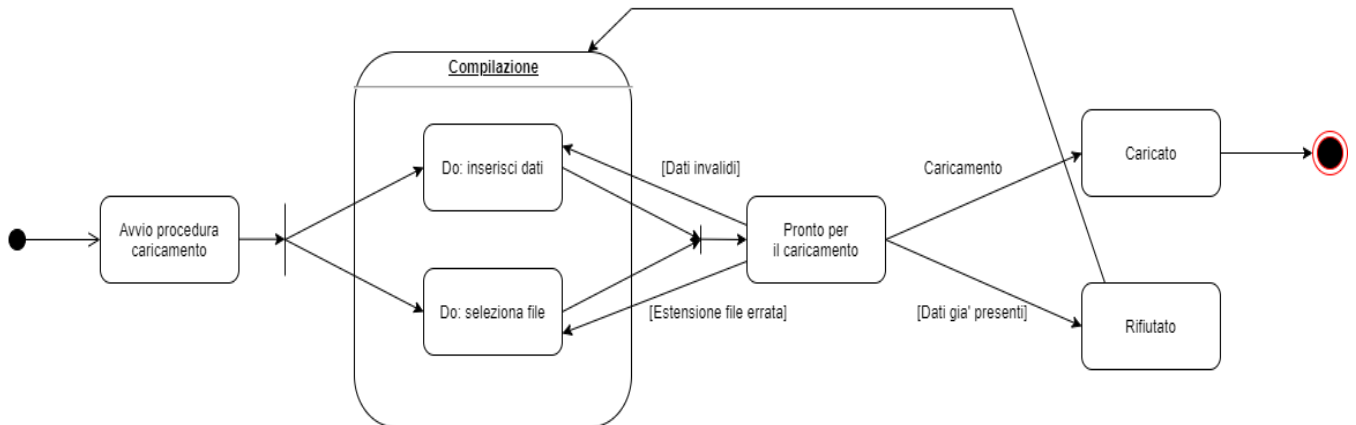 Compilazione
Avvio procedura
caricamento
Do: inserisci dati
Do: seleziona file
[Dati invalidi]
[Estensione file errata]
Pronto per
il caricamento
Caricamento
[Dati gia' presenti]
Caricato
Rifiutato